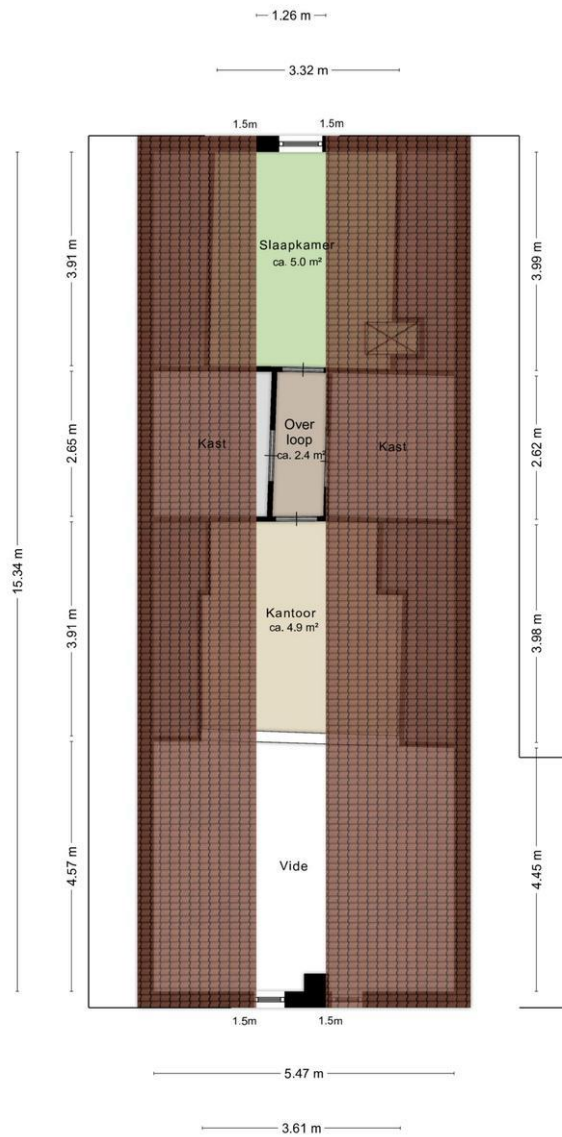 1.26 m
3.32 m
1.5m 1.5m
3.91 m
3.99 m
Slaapkamer
ca. 5.0 m²
2.65 m
Kast
Over
loop
ca. 2.4 m²
Kast
2.62 m
15.34 m
3.91 m
Kantoor
ca. 4.9 m²
3.98 m
4.57 m
Vide
4.45 m
1.5m 1.5m
5.47 m
3.61 m